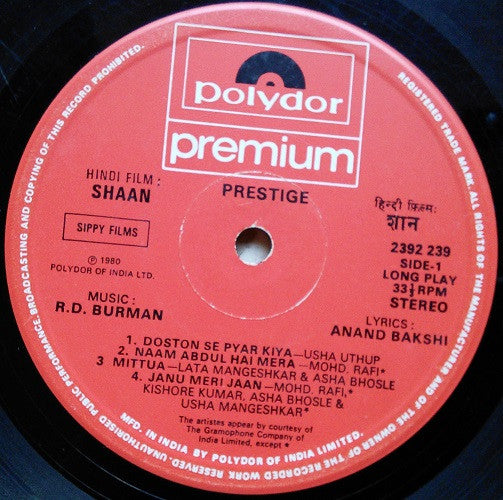 polydor
premium
PRESTIGE
HINDI FILM :
SHAAN
SIPPY FILMS
℗ 1980
POLYDOR OF INDIA LTD.
MUSIC :
R.D. BURMAN
हिन्दी फ़िल्म:
शान
2392 239
SIDE-1
LONG PLAY
33⅓ RPM
STEREO
LYRICS :
ANAND BAKSHI
1. DOSTON SE PYAR KIYA—USHA UTHUP
2. NAAM ABDUL HAI MERA—MOHD. RAFI*
3 MITTUA—LATA MANGESHKAR & ASHA BHOSLE
4. JANU MERI JAAN—MOHD. RAFI,*
KISHORE KUMAR, ASHA BHOSLE &
USHA MANGESHKAR*
The artistes appear by courtesy of
The Gramophone Company of
India Limited, except *
MFD. IN INDIA BY POLYDOR OF INDIA LIMITED.
REGISTERED TRADE MARK. ALL RIGHTS OF THE MANUFACTURER AND OF THE OWNER OF THE RECORDED WORK RESERVED. UNAUTHORISED PUBLIC PERFORMANCE, BROADCASTING AND COPYING OF THIS RECORD PROHIBITED.